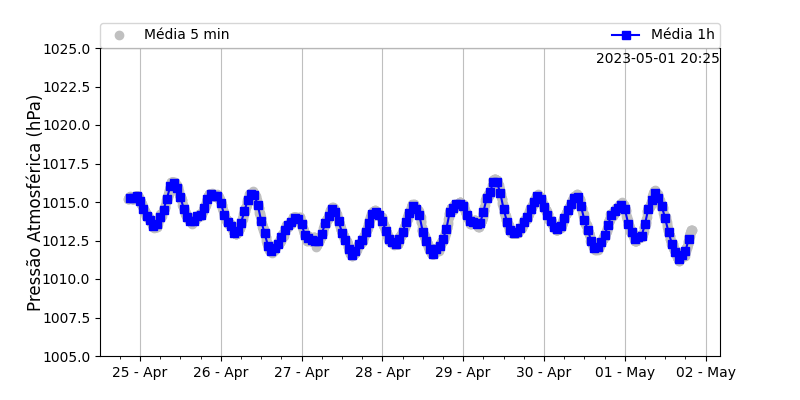 Média 5 min
Média 1h
2023-05-01 20:25
Pressão Atmosférica (hPa)
1025.0
1022.5
1020.0
1017.5
1015.0
1012.5
1010.0
1007.5
1005.0
25 - Apr
26 - Apr
27 - Apr
28 - Apr
29 - Apr
30 - Apr
01 - May
02 - May